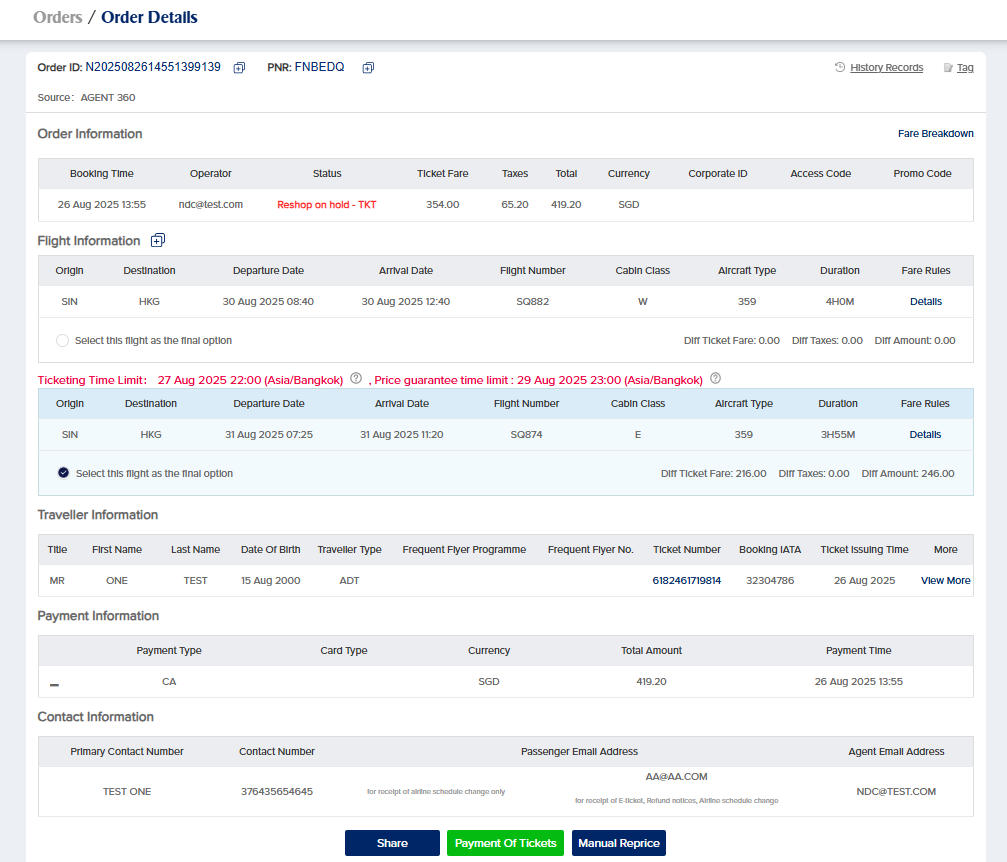 Orders / Order Details
Order ID: N2025082614551399139 PNR: FNBEDQ History Records Tag
Source: AGENT 360
Order Information Fare Breakdown
Booking Time Operator Status Ticket Fare Taxes Total Currency Corporate ID Access Code Promo Code
26 Aug 2025 13:55 ndc@test.com Reshop on hold - TKT 354.00 65.20 419.20 SGD
Flight Information
Origin Destination Departure Date Arrival Date Flight Number Cabin Class Aircraft Type Duration Fare Rules
SIN HKG 30 Aug 2025 08:40 30 Aug 2025 12:40 SQ882 W 359 4H0M Details
Select this flight as the final option Diff Ticket Fare: 0.00 Diff Taxes: 0.00 Diff Amount: 0.00
Ticketing Time Limit: 27 Aug 2025 22:00 (Asia/Bangkok) , Price guarantee time limit : 29 Aug 2025 23:00 (Asia/Bangkok)
Origin Destination Departure Date Arrival Date Flight Number Cabin Class Aircraft Type Duration Fare Rules
SIN HKG 31 Aug 2025 07:25 31 Aug 2025 11:20 SQ874 E 359 3H55M Details
Select this flight as the final option Diff Ticket Fare: 216.00 Diff Taxes: 0.00 Diff Amount: 246.00
Traveller Information
Title First Name Last Name Date Of Birth Traveller Type Frequent Flyer Programme Frequent Flyer No. Ticket Number Booking IATA Ticket Issuing Time More
MR ONE TEST 15 Aug 2000 ADT 6182461719814 32304786 26 Aug 2025 View More
Payment Information
Payment Type Card Type Currency Total Amount Payment Time
CA SGD 419.20 26 Aug 2025 13:55
Contact Information
Primary Contact Number Contact Number Passenger Email Address Agent Email Address
AA@AA.COM
TEST ONE 376435654645 for receipt of airline schedule change only NDC@TEST.COM
for receipt of E-ticket, Refund notices, Airline schedule change
Share Payment Of Tickets Manual Reprice